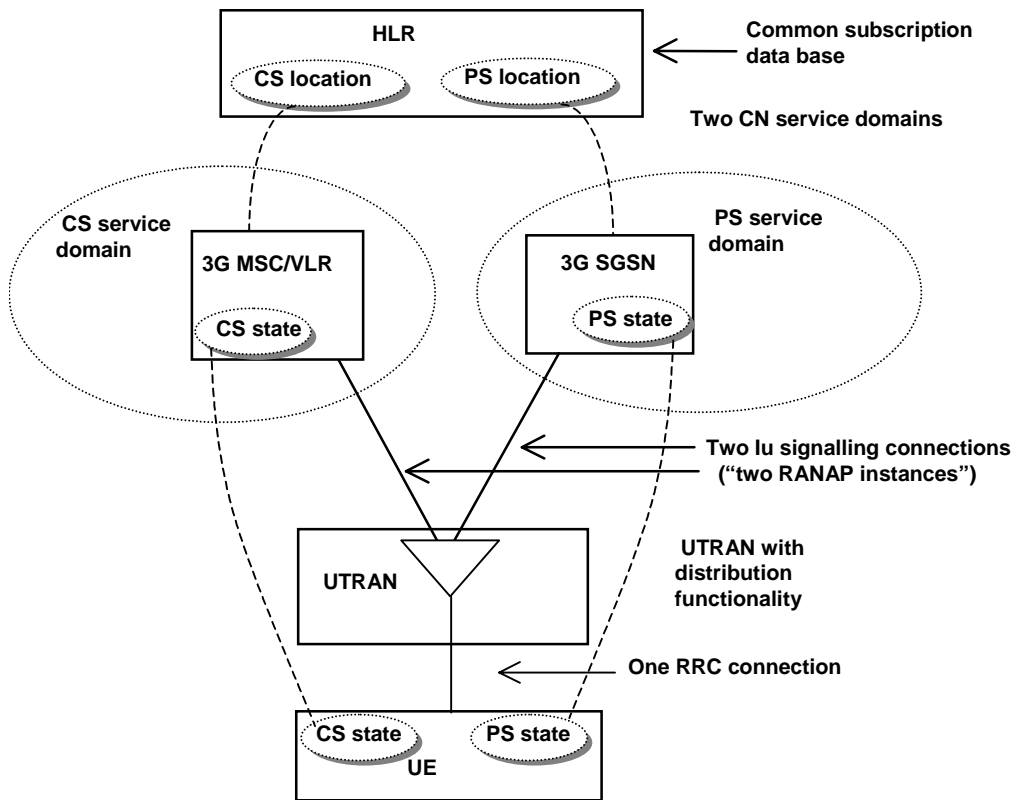 HLR
Common subscription
data base
CS location
PS location
Two CN service domains
CS service
domain
PS service
domain
3G MSC/VLR
3G SGSN
CS state
PS state
Two Iu signalling connections
(“two RANAP instances”)
UTRAN
UTRAN with
distribution
functionality
One RRC connection
CS state
PS state
UE